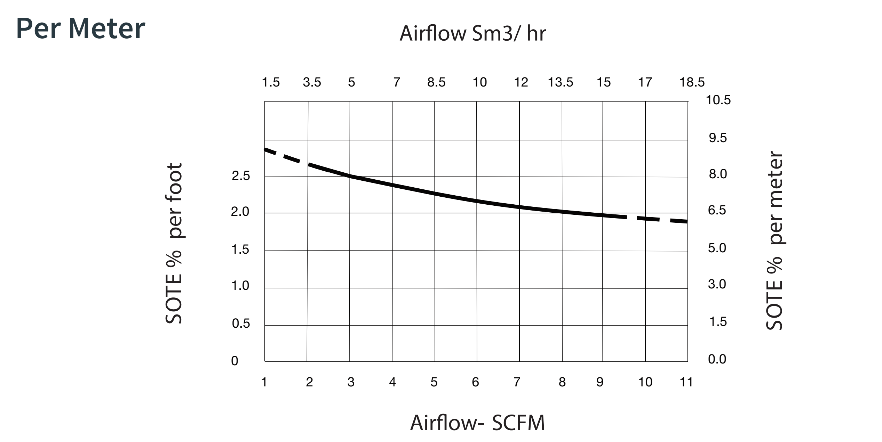 Per Meter
Airflow Sm3/ hr
1.5 3.5 5 7 8.5 10 12 13.5 15 17 18.5
10.5
9.5
2.5 8.0
2.0 6.5
1.5 5.0
1.0 3.0
0.5 1.5
0 0.0
SOTE % per foot
SOTE % per meter
1 2 3 4 5 6 7 8 9 10 11
Airflow- SCFM